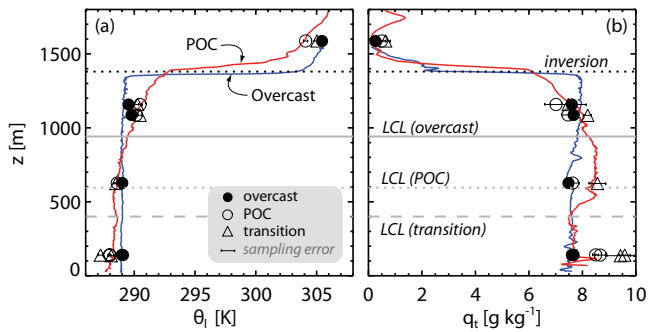 (a)
(b)
1500
1000
500
0
z [m]
POC
Overcast
inversion
LCL (overcast)
LCL (POC)
LCL (transition)
overcast
POC
transition
sampling error
290 295 300 305
0 2 4 6 8 10
θl [K]
qt [g kg-1]